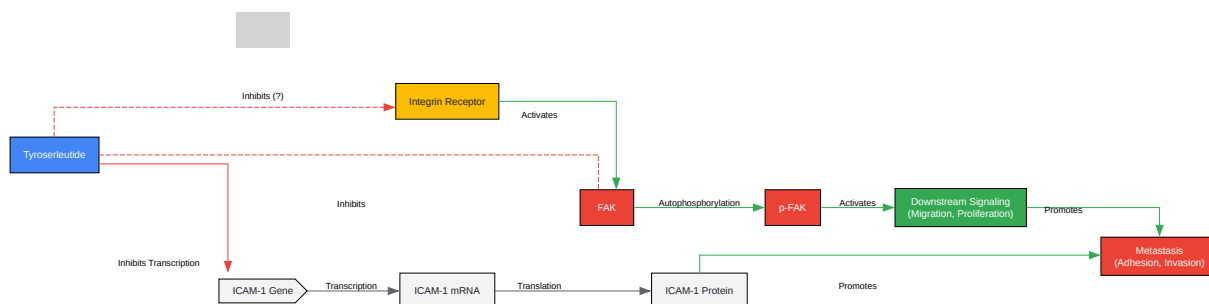 Inhibits (?)
Integrin Receptor
Activates
Tyroserleutide
Inhibits
FAK
Autophosphorylation
p-FAK
Activates
Downstream Signaling
(Migration, Proliferation)
Promotes
Metastasis
(Adhesion, Invasion)
Inhibits Transcription
ICAM-1 Gene
Transcription
ICAM-1 mRNA
Translation
ICAM-1 Protein
Promotes